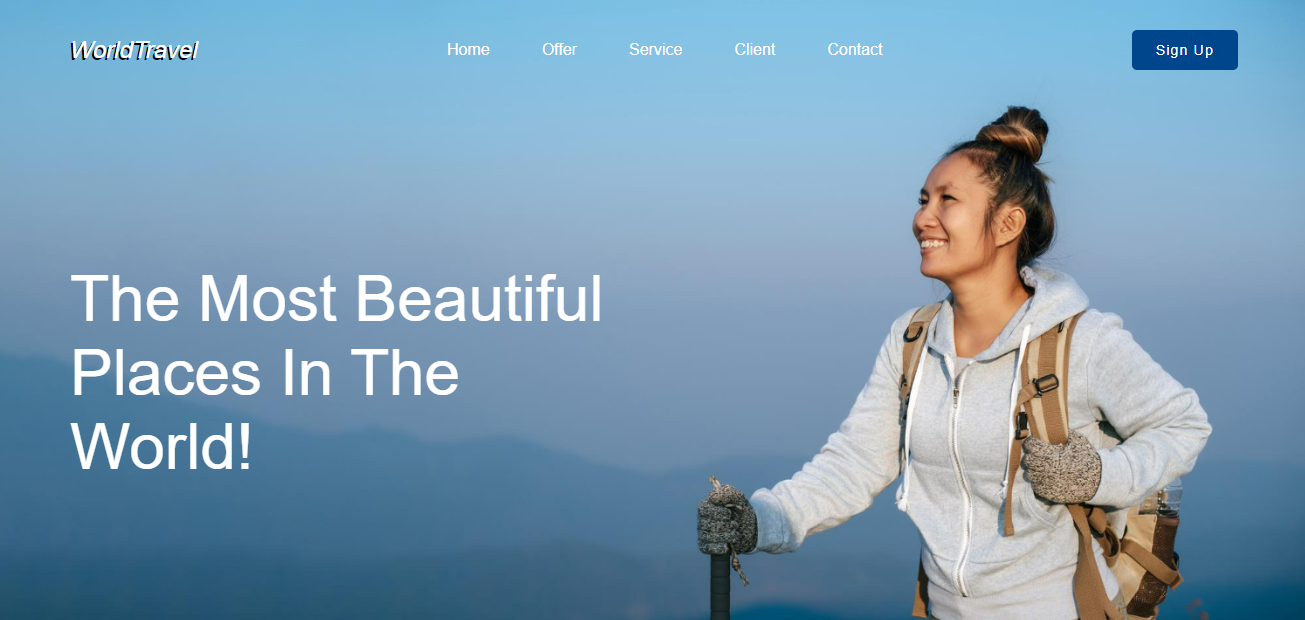 WorldTravel
Home
Offer
Service
Client
Contact
Sign Up
The Most Beautiful
Places In The
World!